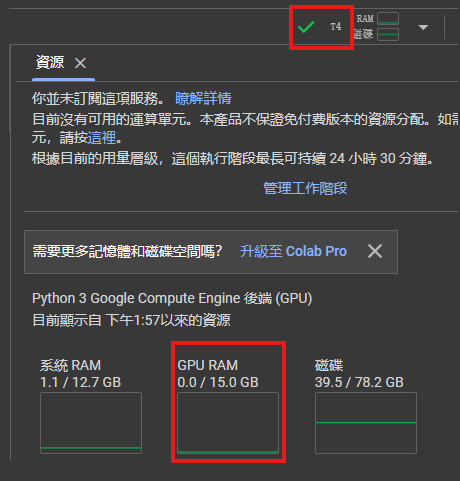 T4
RAM
磁碟
資源
你並未訂閱這項服務。 瞭解詳情
目前沒有可用的運算單元。本產品不保證免付費版本的資源分配。如需
元，請按這裡。
根據目前的用量層級，這個執行階段最長可持續 24 小時 30 分鐘。
管理工作階段
需要更多記憶體和磁碟空間嗎？ 升級至 Colab Pro
Python 3 Google Compute Engine 後端 (GPU)
目前顯示自 下午1:57以來的資源
系統 RAM
1.1 / 12.7 GB
GPU RAM
0.0 / 15.0 GB
磁碟
39.5 / 78.2 GB